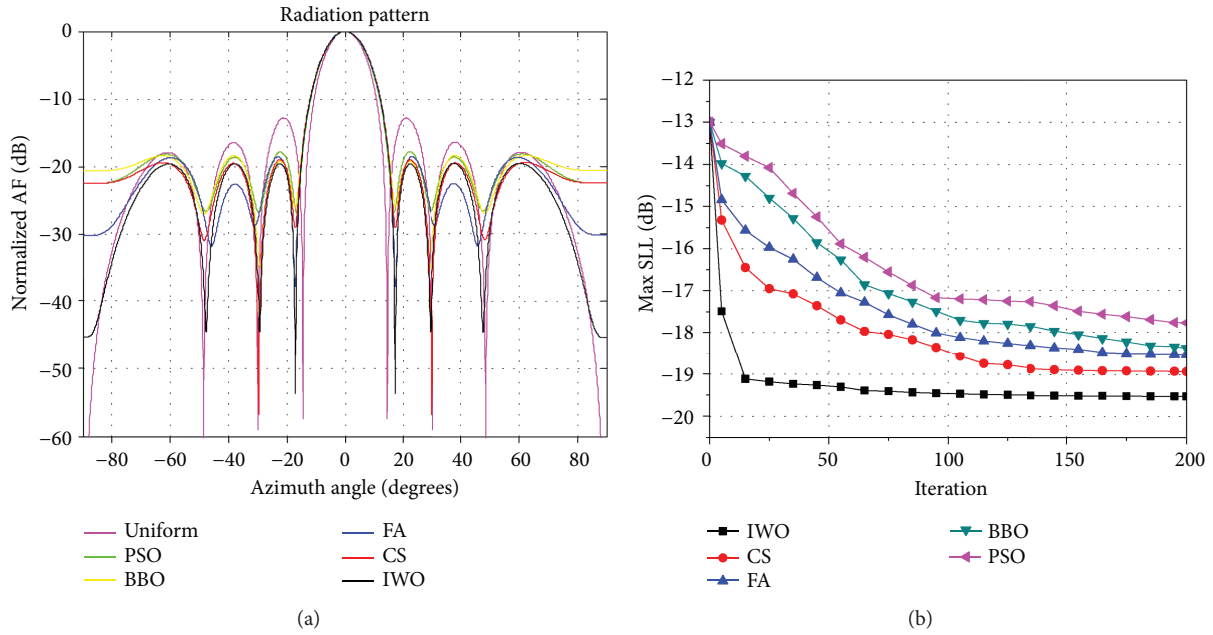 Radiation pattern
0
−10
−20
−30
−40
−50
−60
Normalized AF (dB)
−80 −60 −40 −20 0 20 40 60 80
Azimuth angle (degrees)
Uniform
PSO
BBO
FA
CS
IWO
(a)
−12
−13
−14
−15
−16
−17
−18
−19
−20
Max SLL (dB)
0 50 100 150 200
Iteration
IWO
CS
FA
BBO
PSO
(b)